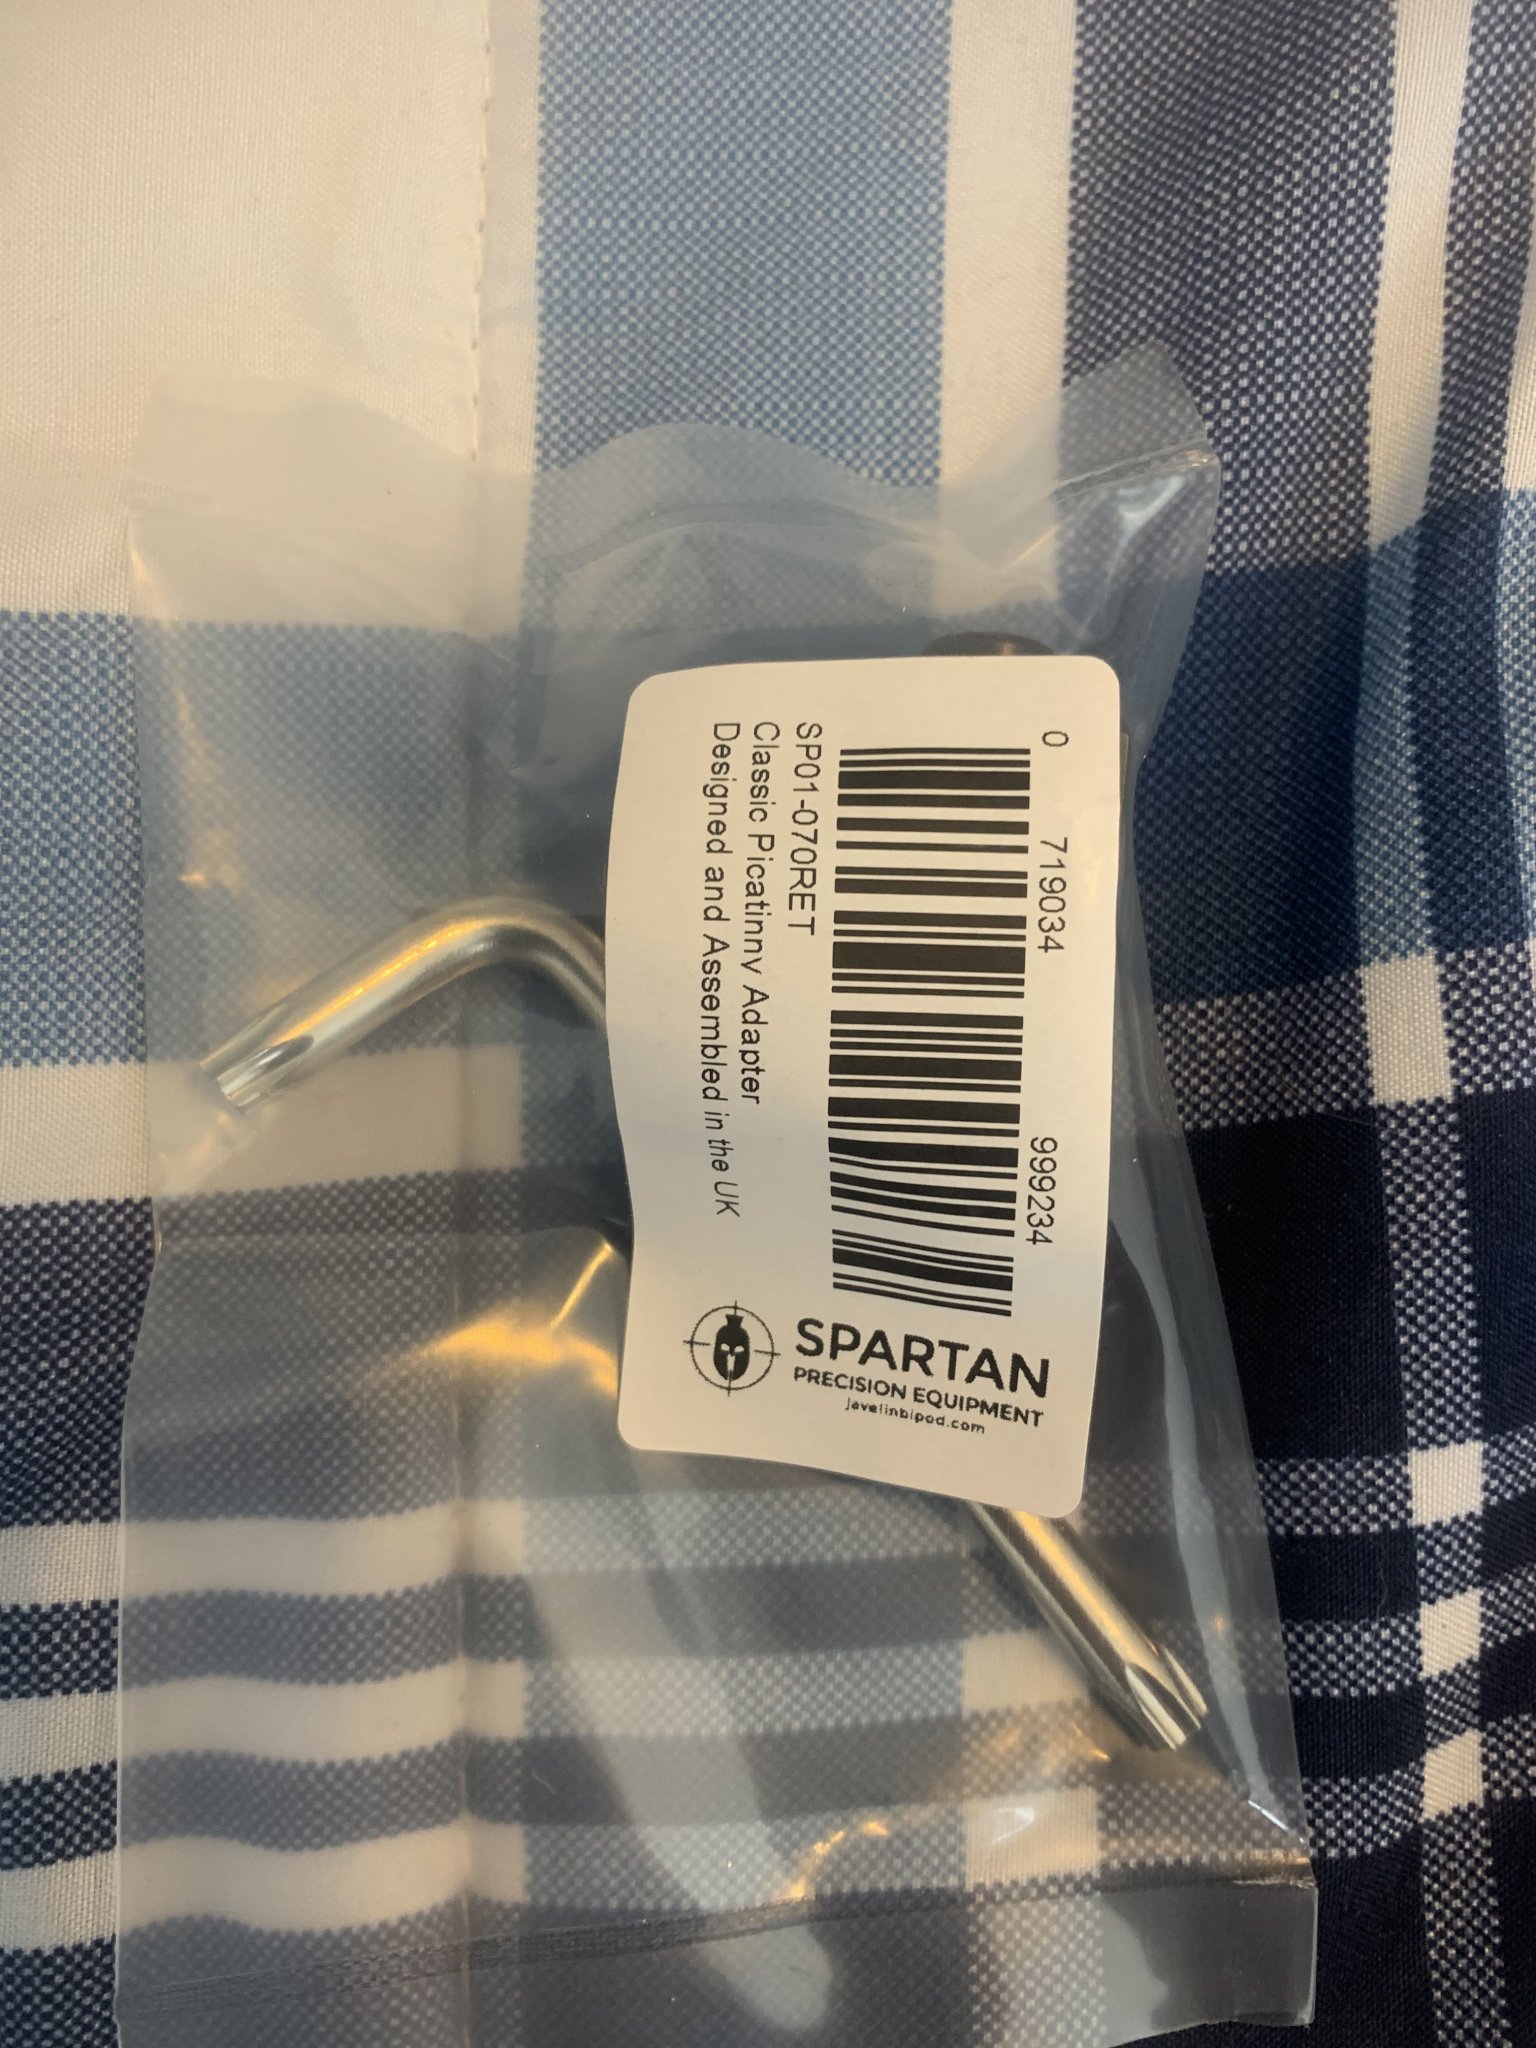 0 719034 999234
SP01-070RET
Classic Picatinny Adapter
Designed and Assembled in the UK
SPARTAN
PRECISION EQUIPMENT
javelinbipod.com